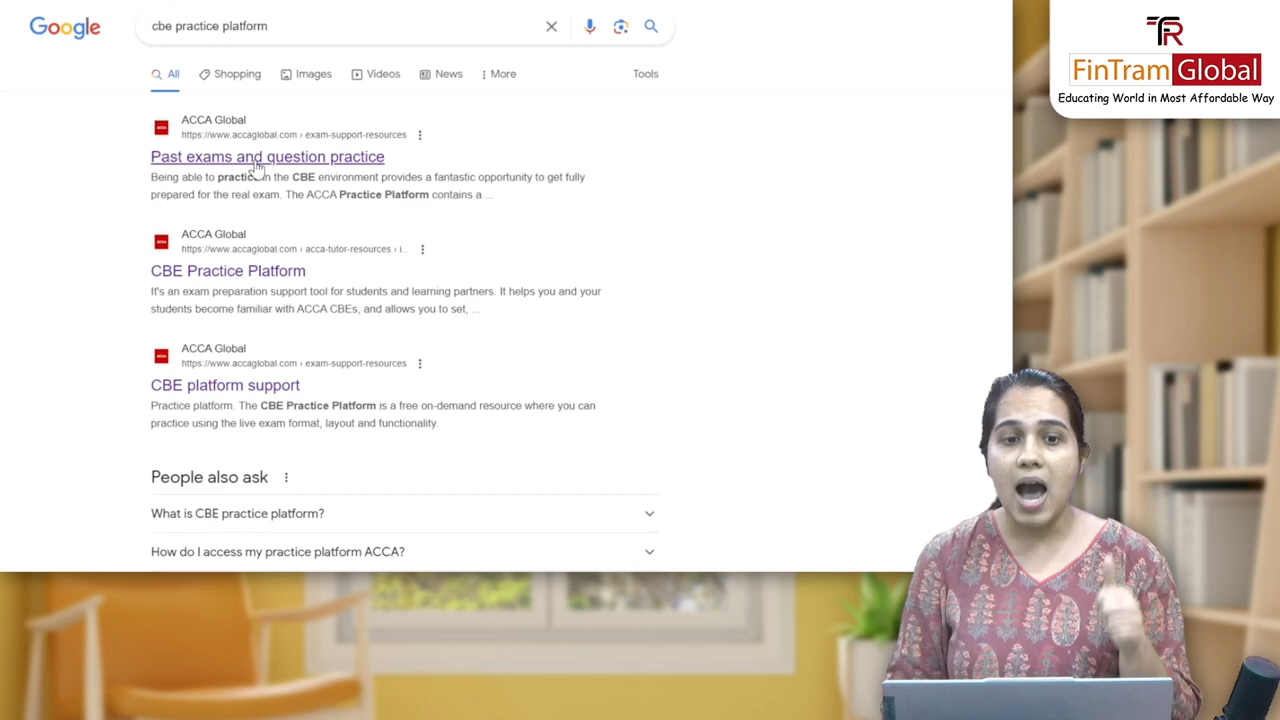 Google
cbe practice platform
All
Shopping
Images
Videos
News
More
Tools
ACCA Global
https://www.accaglobal.com › exam-support-resources
Past exams and question practice
Being able to practice in the CBE environment provides a fantastic opportunity to get fully
prepared for the real exam. The ACCA Practice Platform contains a ...
ACCA Global
https://www.accaglobal.com › acca-tutor-resources › i...
CBE Practice Platform
It's an exam preparation support tool for students and learning partners. It helps you and your
students become familiar with ACCA CBEs, and allows you to set, ...
ACCA Global
https://www.accaglobal.com › exam-support-resources
CBE platform support
Practice platform. The CBE Practice Platform is a free on-demand resource where you can
practice using the live exam format, layout and functionality.
People also ask
What is CBE practice platform?
How do I access my practice platform ACCA?
FinTram Global
Educating World in Most Affordable Way